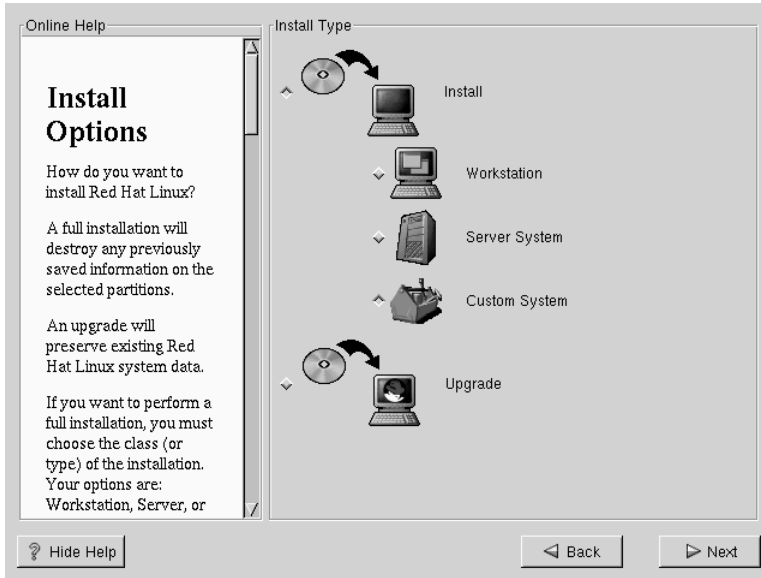 Online Help
Install
Options
How do you want to
install Red Hat Linux?
A full installation will
destroy any previously
saved information on the
selected partitions.
An upgrade will
preserve existing Red
Hat Linux system data.
If you want to perform a
full installation, you must
choose the class (or
type) of the installation.
Your options are:
Workstation, Server, or
Install Type
Install
Workstation
Server System
Custom System
Upgrade
Hide Help
Back
Next